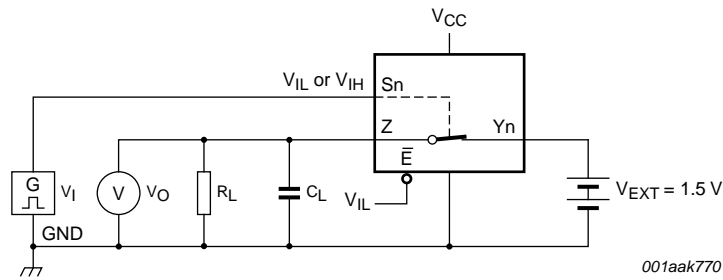 VCC
VIL or VIH Sn
Z Yn
E̅
G VI V VO RL CL VIL VEXT = 1.5 V
GND
001aak770